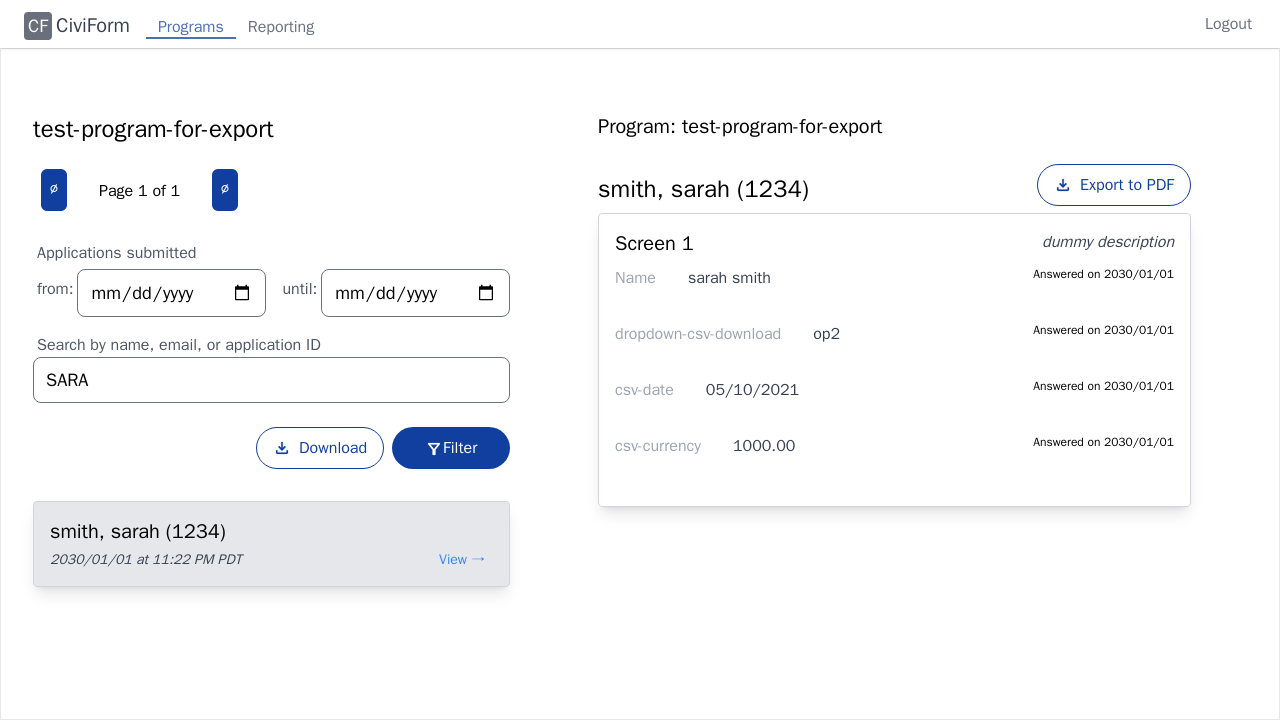 CF CiviForm Programs Reporting Logout
test-program-for-export
∅ Page 1 of 1 ∅
Applications submitted
from: mm/dd/yyyy until: mm/dd/yyyy
Search by name, email, or application ID
SARA
Download Filter
smith, sarah (1234)
2030/01/01 at 11:22 PM PDT View →
Program: test-program-for-export
smith, sarah (1234) Export to PDF
Screen 1 dummy description
Name sarah smith Answered on 2030/01/01
dropdown-csv-download op2 Answered on 2030/01/01
csv-date 05/10/2021 Answered on 2030/01/01
csv-currency 1000.00 Answered on 2030/01/01